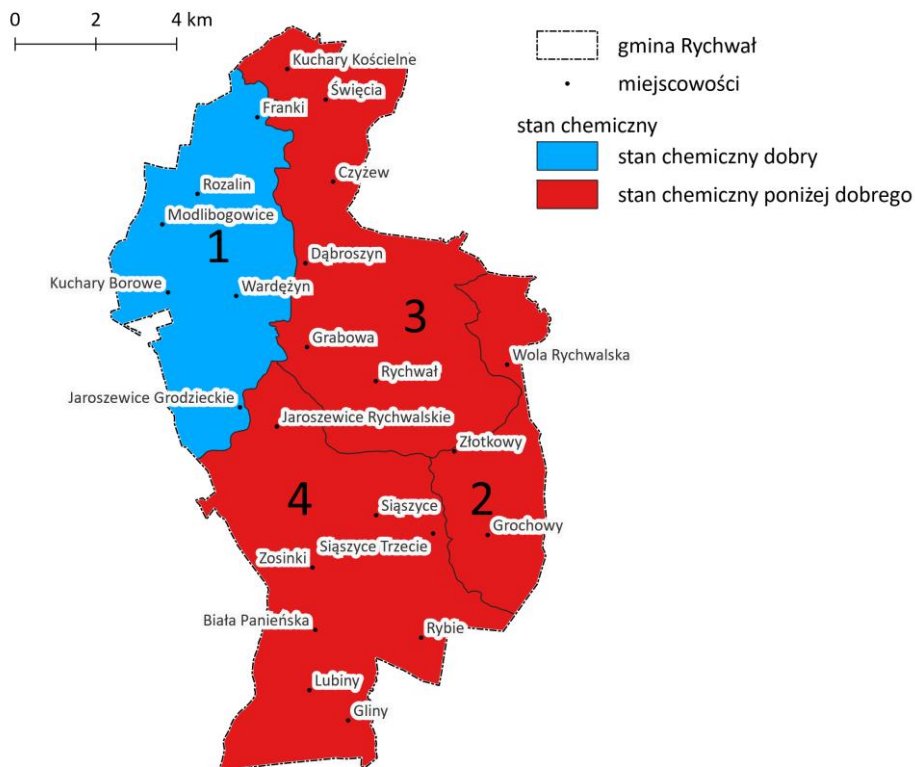 0 2 4 km
gmina Rychwał
miejscowości
stan chemiczny
stan chemiczny dobry
stan chemiczny poniżej dobrego
Kuchary Kościelne
Święcia
Franki
Czyżew
Rozalin
Modlibogowice
1
Dąbroszyn
Kuchary Borowe
Wardężyn
3
Grabowa
Wola Rychwalska
Rychwał
Jaroszewice Grodzieckie
Jaroszewice Rychwalskie
Złotkowy
4
2
Siąszyce
Grochowy
Siąszyce Trzecie
Zosinki
Biała Panieńska
Rybie
Lubiny
Gliny